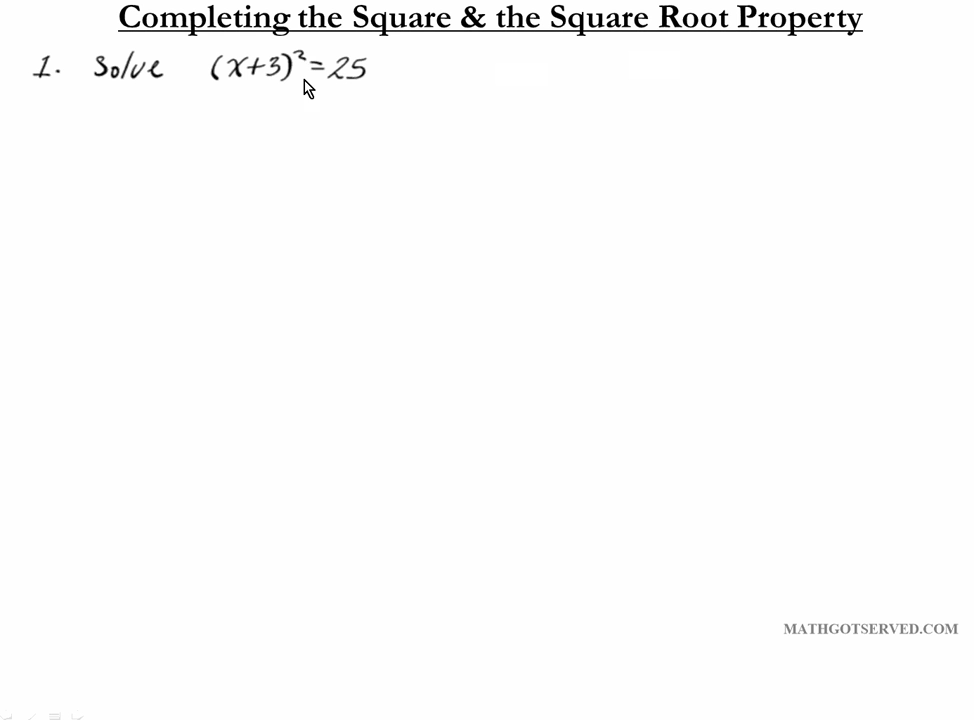 Completing the Square & the Square Root Property
1. Solve (x+3)²=25
MATHGOTSERVED.COM